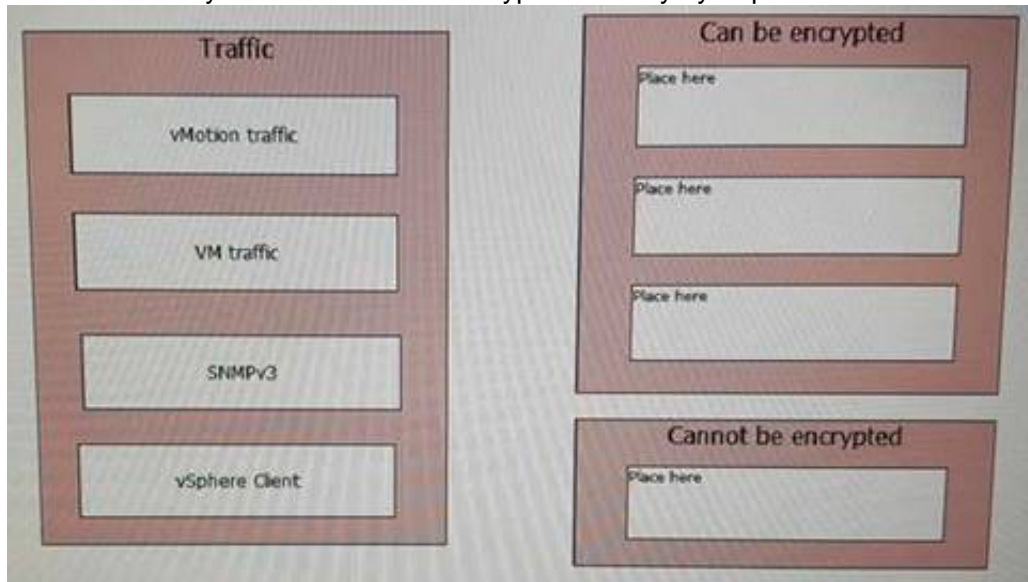 Traffic
vMotion traffic
VM traffic
SNMPv3
vSphere Client
Can be encrypted
Place here
Place here
Place here
Cannot be encrypted
Place here